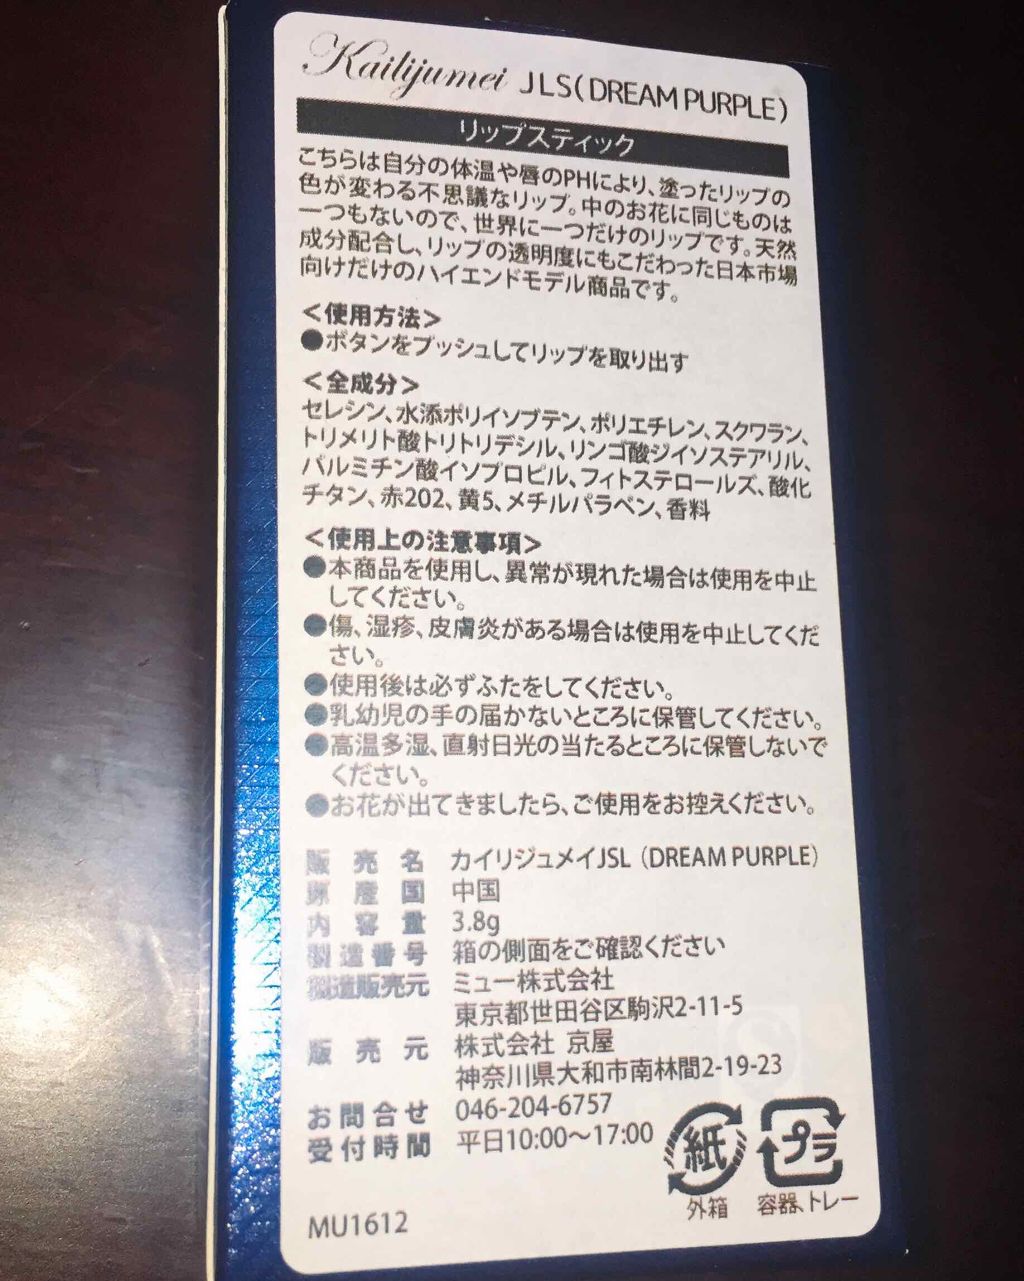 Kailijumei JLS(DREAM PURPLE)
リップスティック
こちらは自分の体温や唇のPHにより、塗ったリップの
色が変わる不思議なリップ。中のお花に同じものは
一つもないので、世界に一つだけのリップです。天然
成分配合し、リップの透明度にもこだわった日本市場
向けだけのハイエンドモデル商品です。
＜使用方法＞
●ボタンをプッシュしてリップを取り出す
＜全成分＞
セレシン、水添ポリイソブテン、ポリエチレン、スクワラン、
トリメリト酸トリトリデシル、リンゴ酸ジイソステアリル、
パルミチン酸イソプロピル、フィトステロールズ、酸化
チタン、赤202、黄5、メチルパラベン、香料
＜使用上の注意事項＞
●本商品を使用し、異常が現れた場合は使用を中止
してください。
●傷、湿疹、皮膚炎がある場合は使用を中止してくだ
さい。
●使用後は必ずふたをしてください。
●乳幼児の手の届かないところに保管してください。
●高温多湿、直射日光の当たるところに保管しないで
ください。
●お花が出てきましたら、ご使用をお控えください。
販売名 カイリジュメイJSL（DREAM PURPLE）
原産国 中国
内容量 3.8g
製造番号 箱の側面をご確認ください
製造販売元 ミュー株式会社
東京都世田谷区駒沢2-11-5
販売元 株式会社 京屋
神奈川県大和市南林間2-19-23
お問合せ 046-204-6757
受付時間 平日10:00〜17:00
紙 プラ
外箱 容器、トレー
MU1612